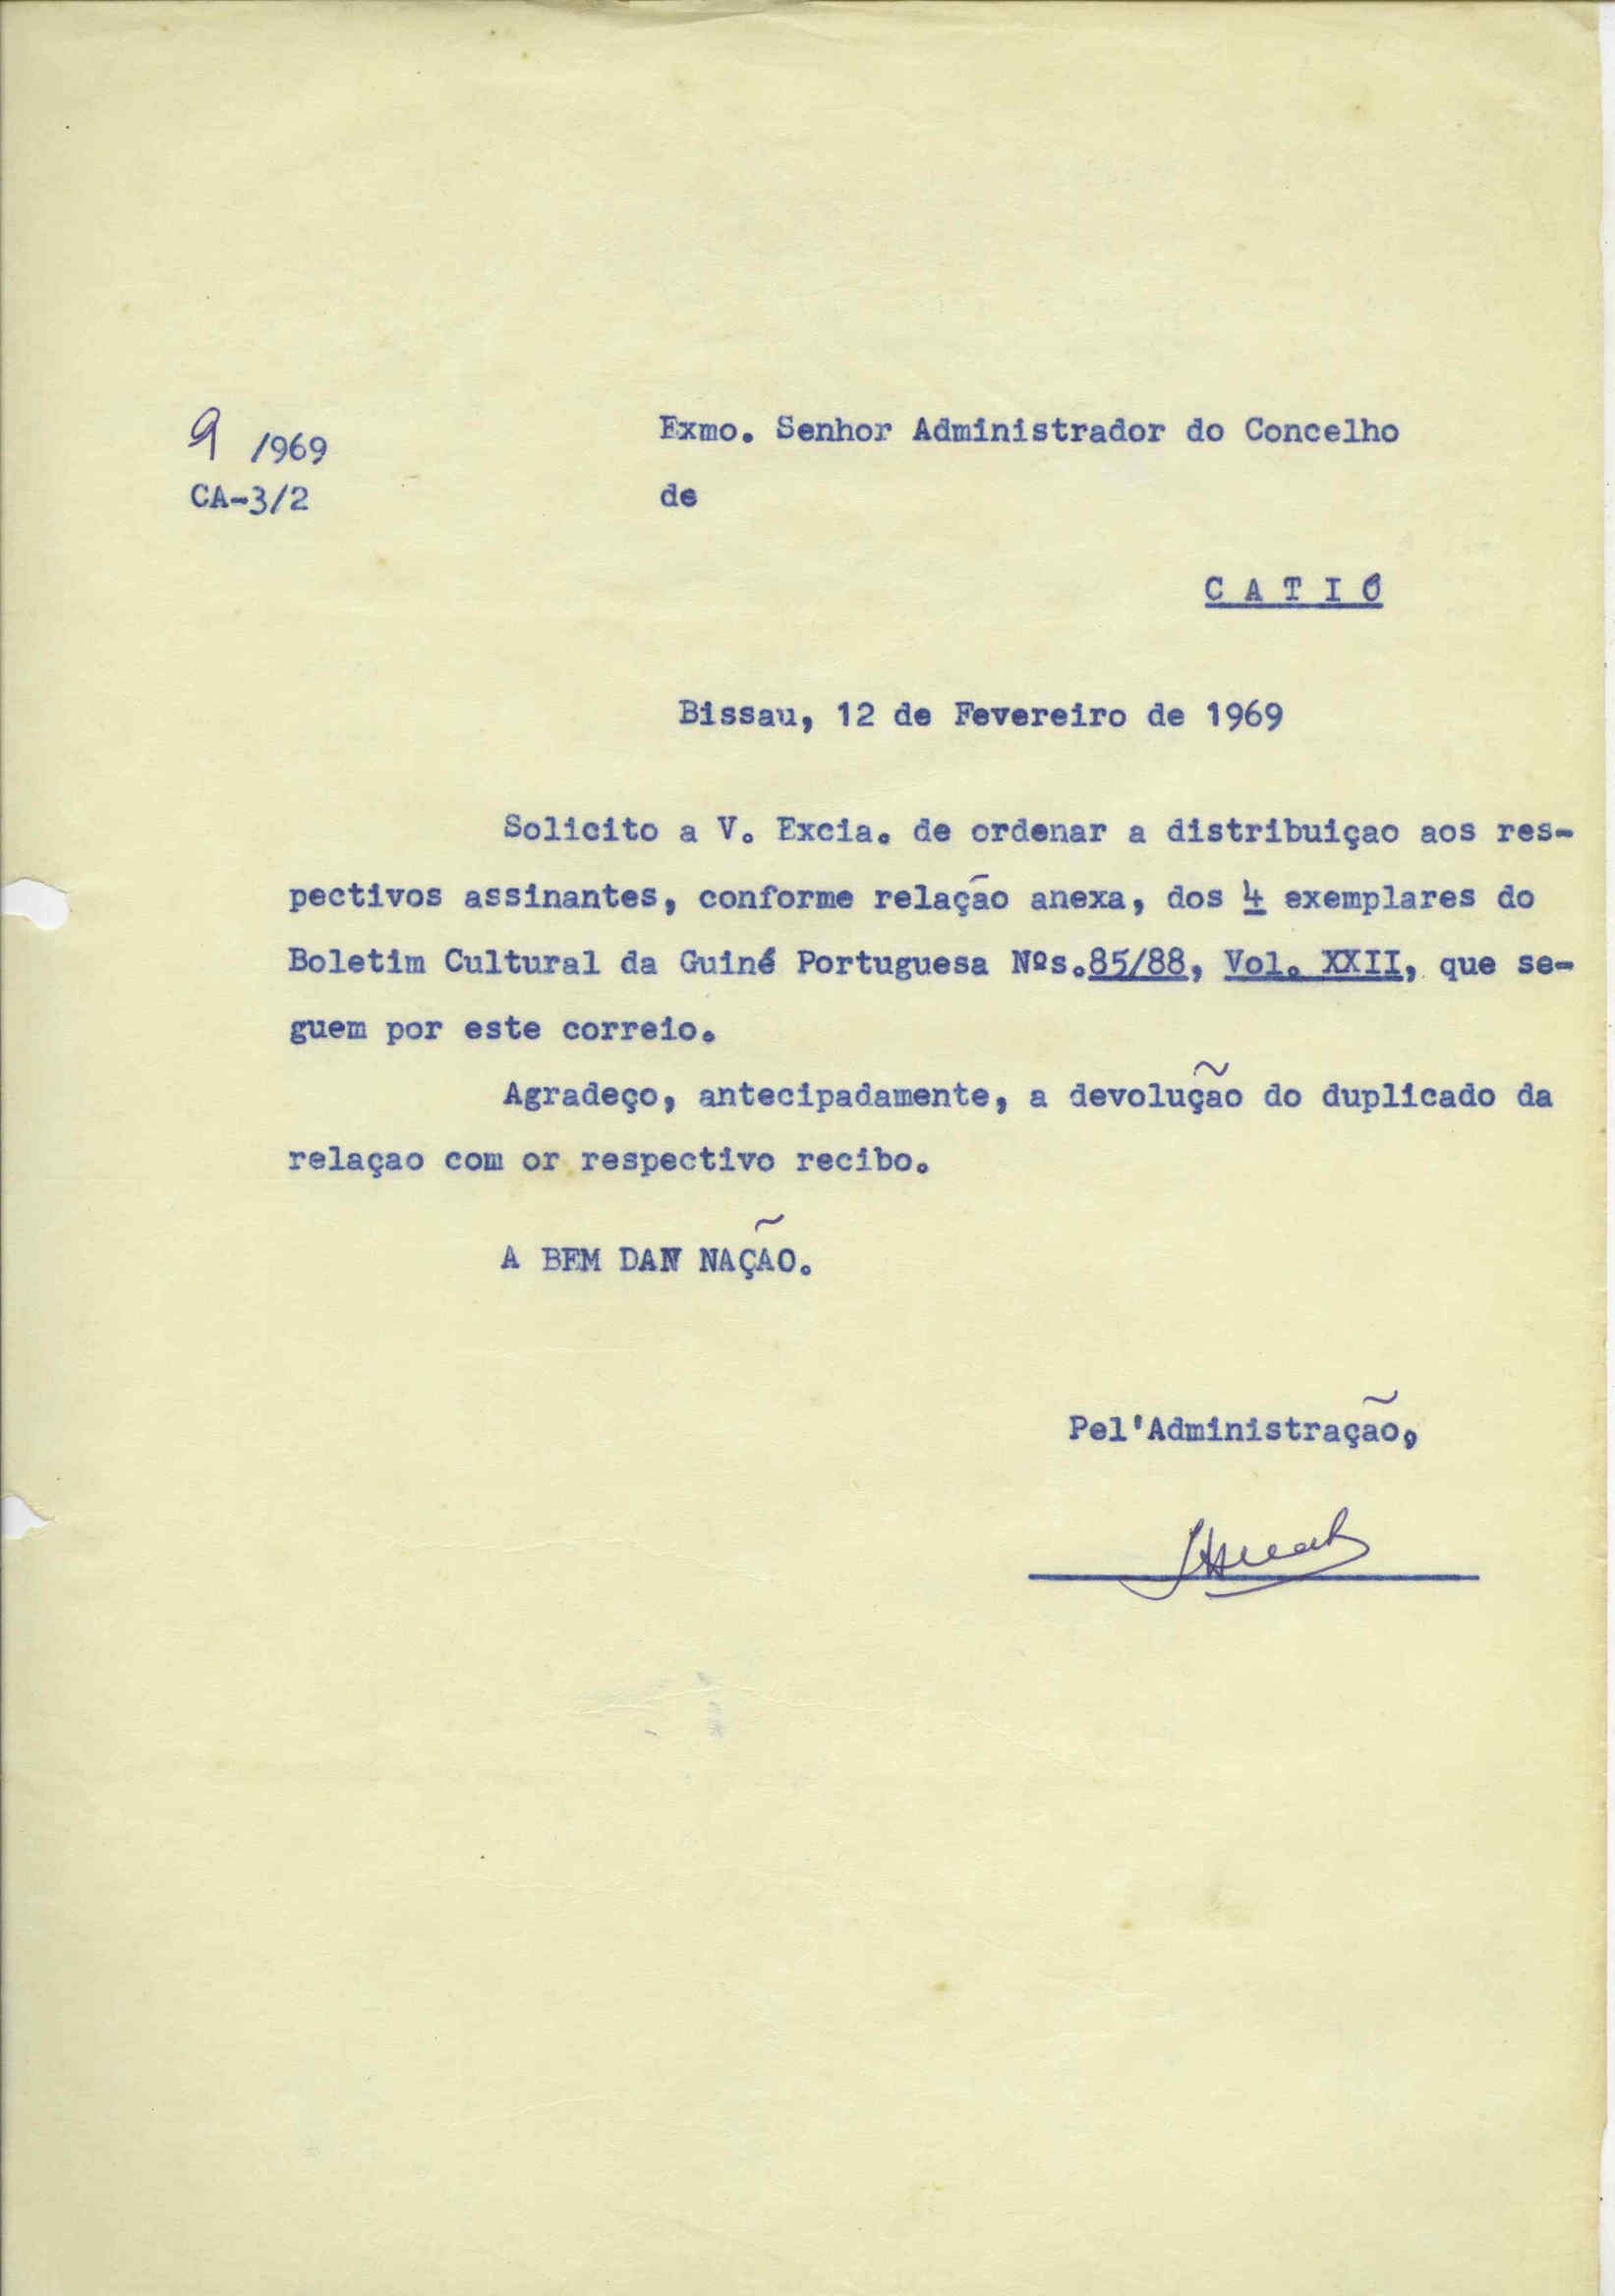 9 /969
CA-3/2
Exmo. Senhor Administrador do Concelho
de
C A T I Ó
Bissau, 12 de Fevereiro de 1969
Solicito a V. Excia. de ordenar a distribuiçao aos res-
pectivos assinantes, conforme relação anexa, dos 4 exemplares do
Boletim Cultural da Guiné Portuguesa Nºs.85/88, Vol. XXII, que se-
guem por este correio.
Agradeço, antecipadamente, a devolução do duplicado da
relaçao com or respectivo recibo.
A BEM DAN NAÇÃO.
Pel'Administração,